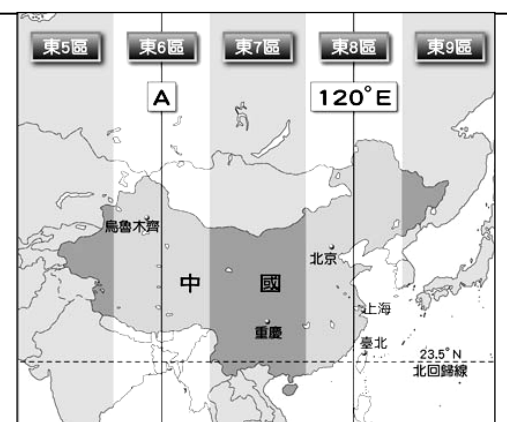 東5區 東6區 東7區 東8區 東9區
A 120°E
烏魯木齊
北京
中國
上海
重慶
臺北
23.5°N
北回歸線